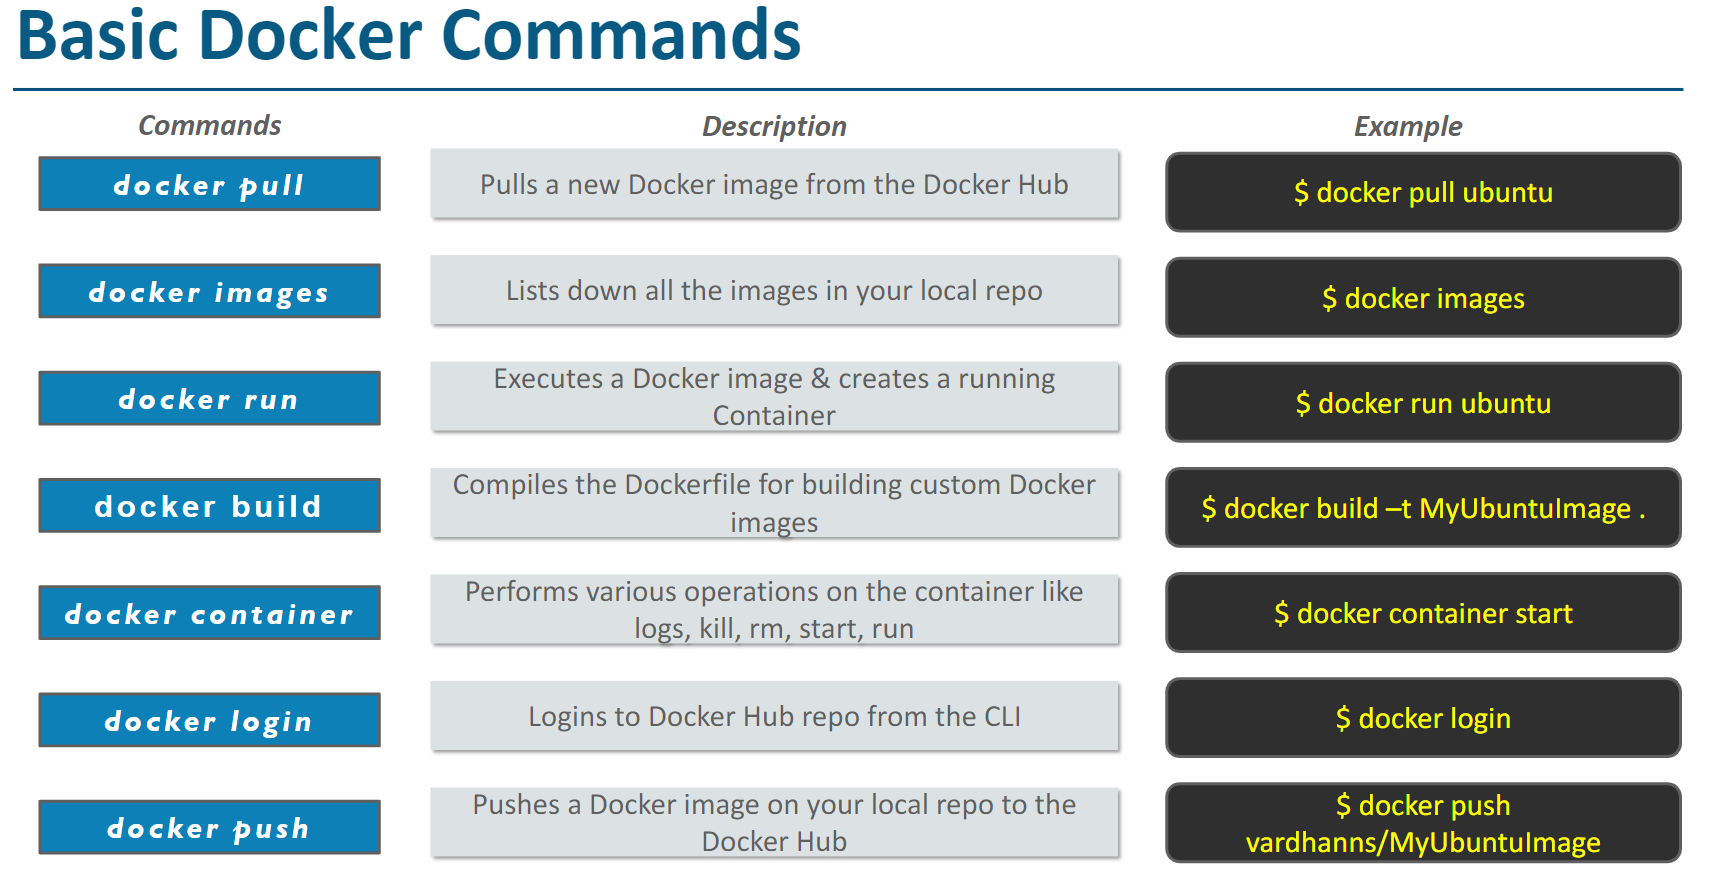 Basic Docker Commands
Commands
Description
Example
docker pull
Pulls a new Docker image from the Docker Hub
$ docker pull ubuntu
docker images
Lists down all the images in your local repo
$ docker images
docker run
Executes a Docker image & creates a running
Container
$ docker run ubuntu
docker build
Compiles the Dockerfile for building custom Docker
images
$ docker build –t MyUbuntuImage .
docker container
Performs various operations on the container like
logs, kill, rm, start, run
$ docker container start
docker login
Logins to Docker Hub repo from the CLI
$ docker login
docker push
Pushes a Docker image on your local repo to the
Docker Hub
$ docker push
vardhanns/MyUbuntuImage